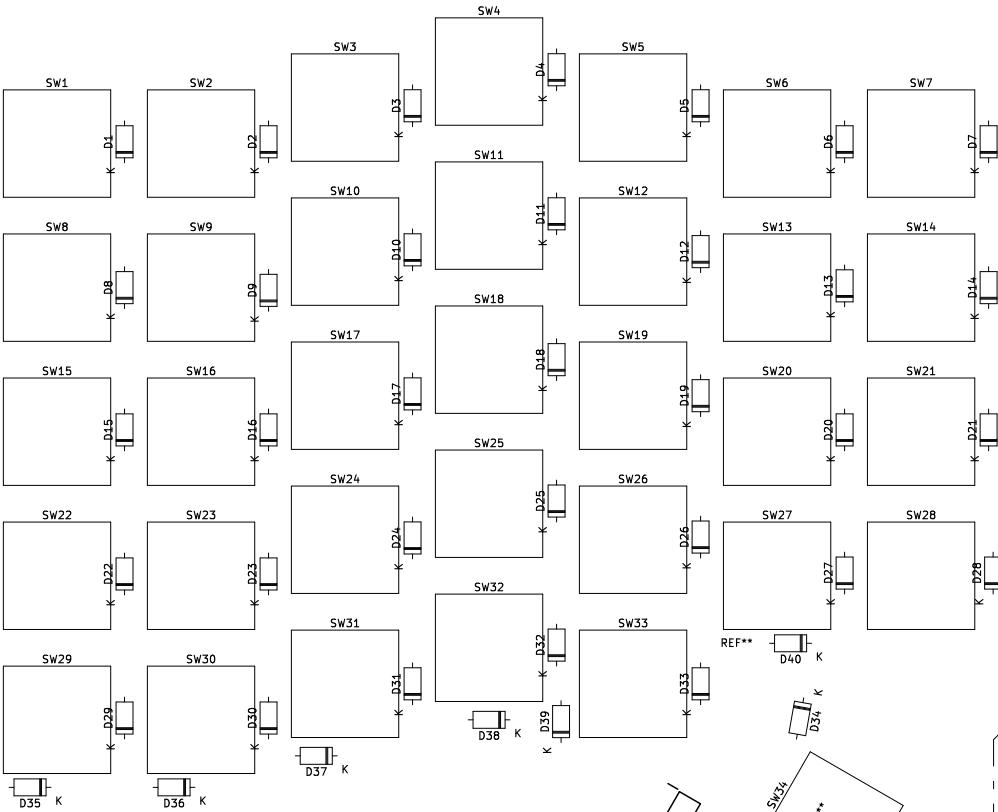 SW4
SW3
SW5
SW1
SW2
SW6
SW7
D4
K
D3
K
D5
K
D1
K
D2
K
D6
K
D7
K
SW11
SW10
SW12
SW8
SW9
SW13
SW14
D11
K
D10
K
D12
K
D8
K
D9
K
D13
K
D14
K
SW18
SW17
SW19
SW15
SW16
SW20
SW21
D18
K
D17
K
D19
K
D15
K
D16
K
D20
K
D21
K
SW25
SW24
SW26
SW22
SW23
SW27
SW28
D25
K
D24
K
D26
K
D22
K
D23
K
D27
K
D28
K
SW32
SW31
SW33
REF**
D40 K
SW29
SW30
D32
K
D31
K
D33
K
D29
K
D30
K
D39
K
D34
K
D38 K
D37 K
D35 K
D36 K
SW34
**